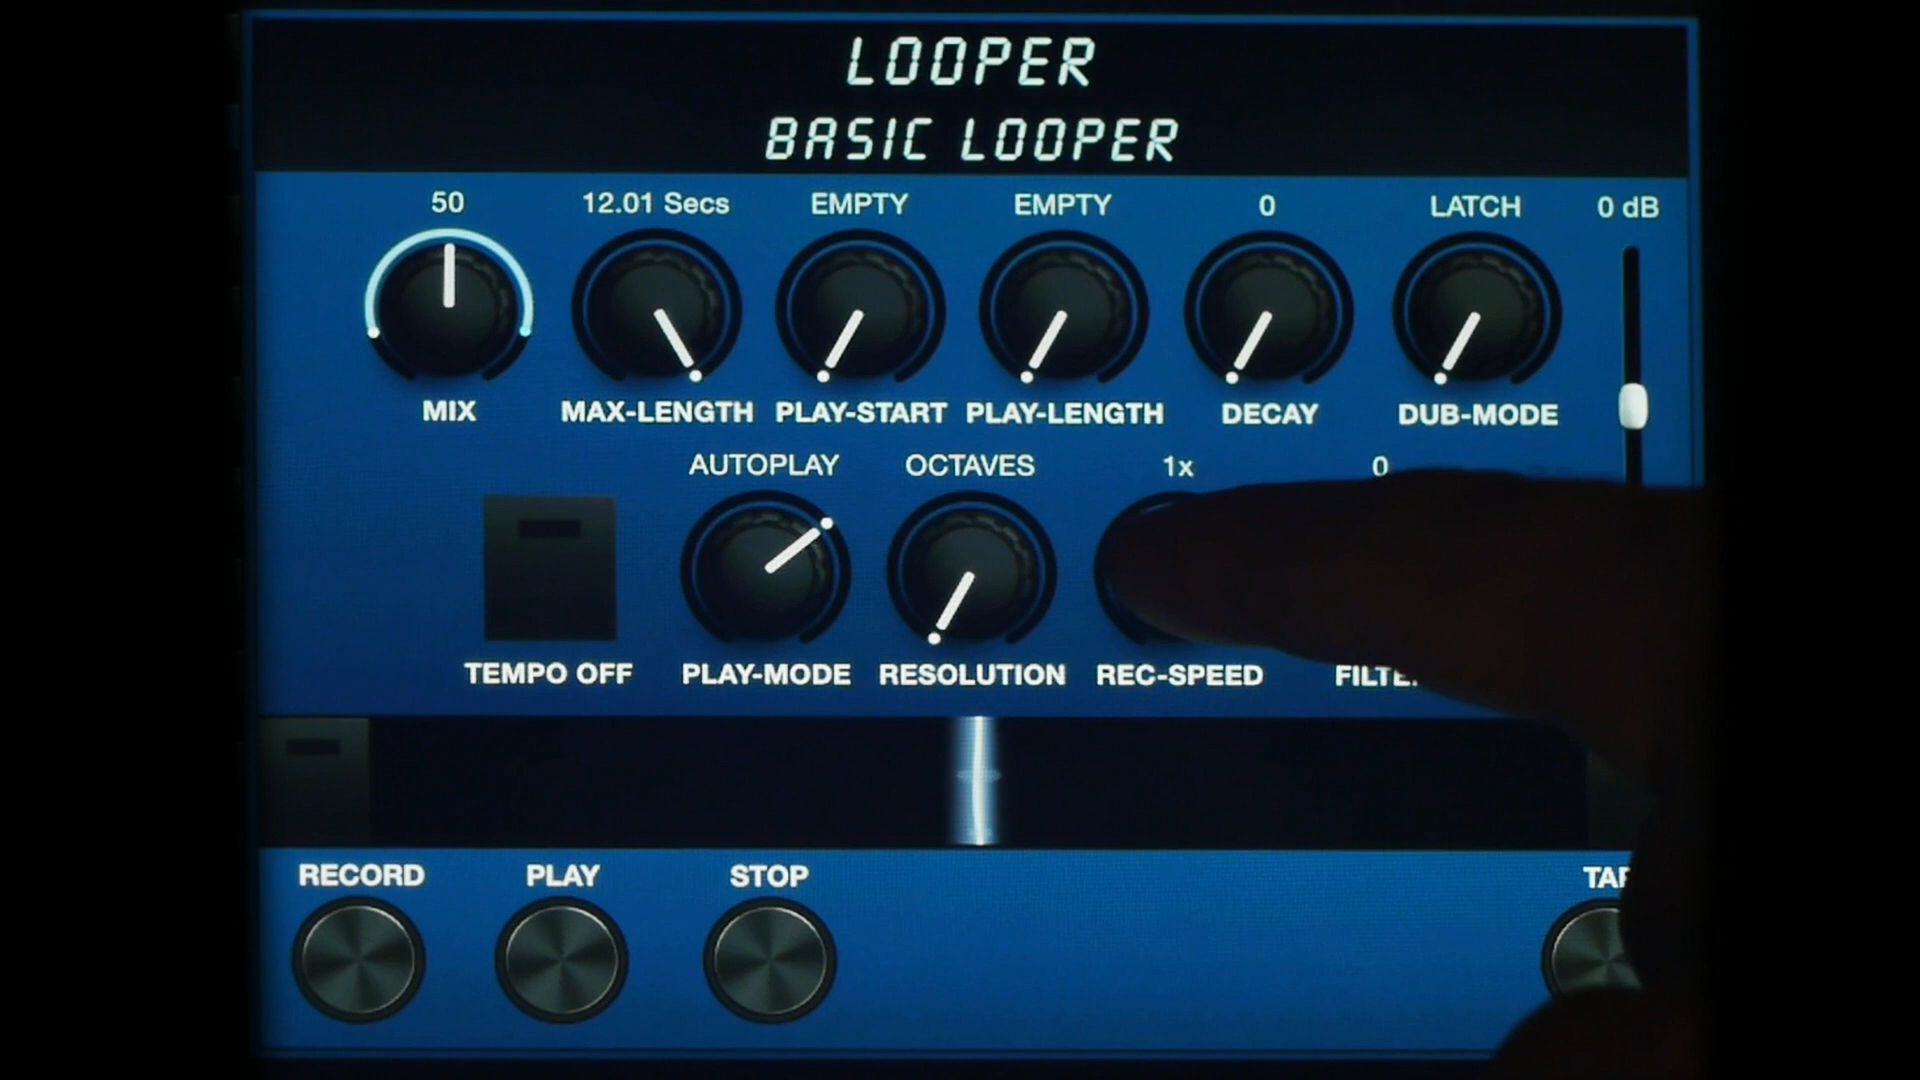 LOOPER
BASIC LOOPER
50 12.01 Secs EMPTY EMPTY 0 LATCH 0 dB
MIX MAX-LENGTH PLAY-START PLAY-LENGTH DECAY DUB-MODE
AUTOPLAY OCTAVES 1x 0
TEMPO OFF PLAY-MODE RESOLUTION REC-SPEED
RECORD PLAY STOP